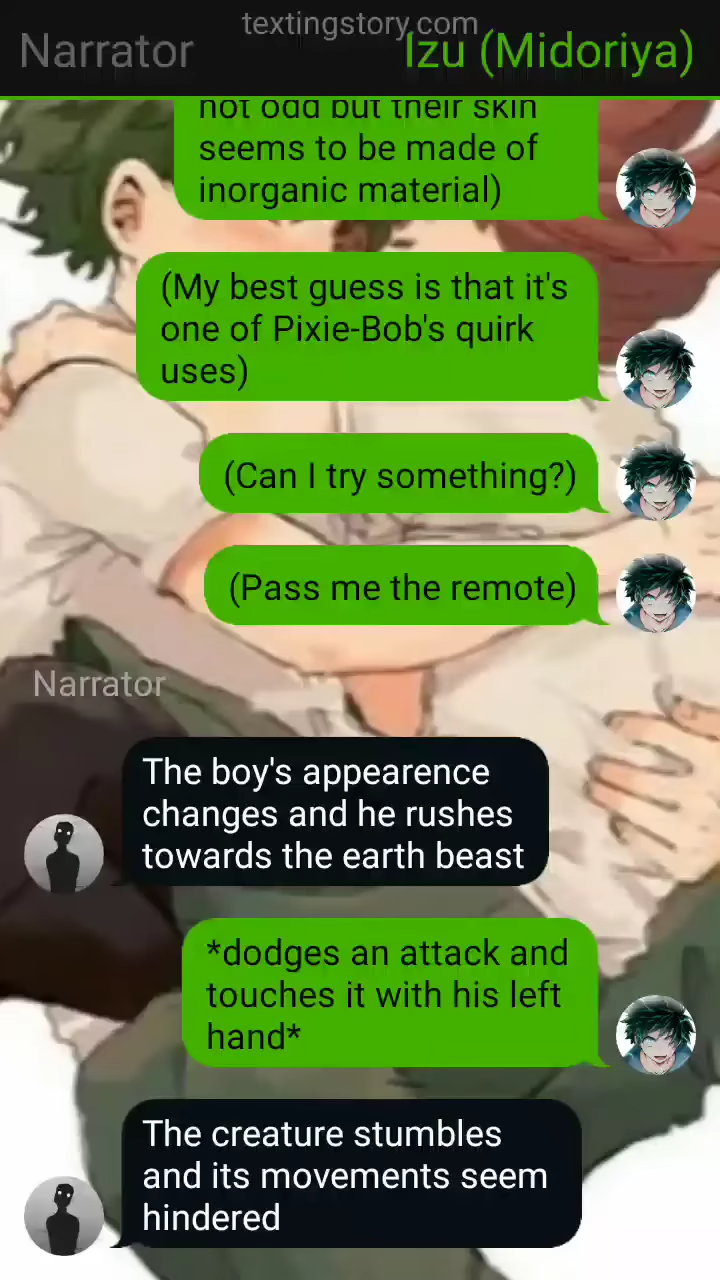 textingstory.com
Narrator
Izu (Midoriya)
not odd but their skin
seems to be made of
inorganic material)
(My best guess is that it's
one of Pixie-Bob's quirk
uses)
(Can I try something?)
(Pass me the remote)
Narrator
The boy's appearence
changes and he rushes
towards the earth beast
*dodges an attack and
touches it with his left
hand*
The creature stumbles
and its movements seem
hindered